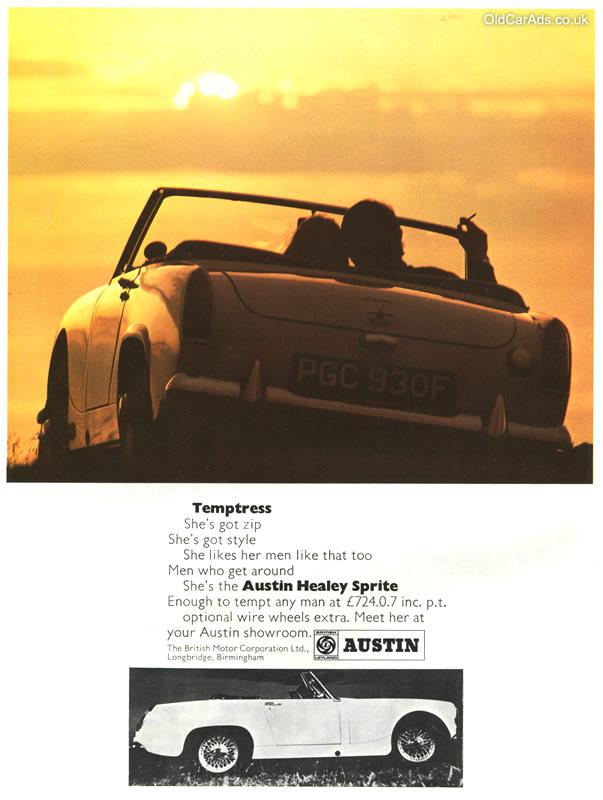 OldCarAds.co.uk
PGC 930F
Temptress
She's got zip
She's got style
She likes her men like that too
Men who get around
She's the Austin Healey Sprite
Enough to tempt any man at £724.0.7 inc. p.t.
optional wire wheels extra. Meet her at
your Austin showroom.
The British Motor Corporation Ltd.,
Longbridge, Birmingham
BRITISH
LEYLAND
AUSTIN